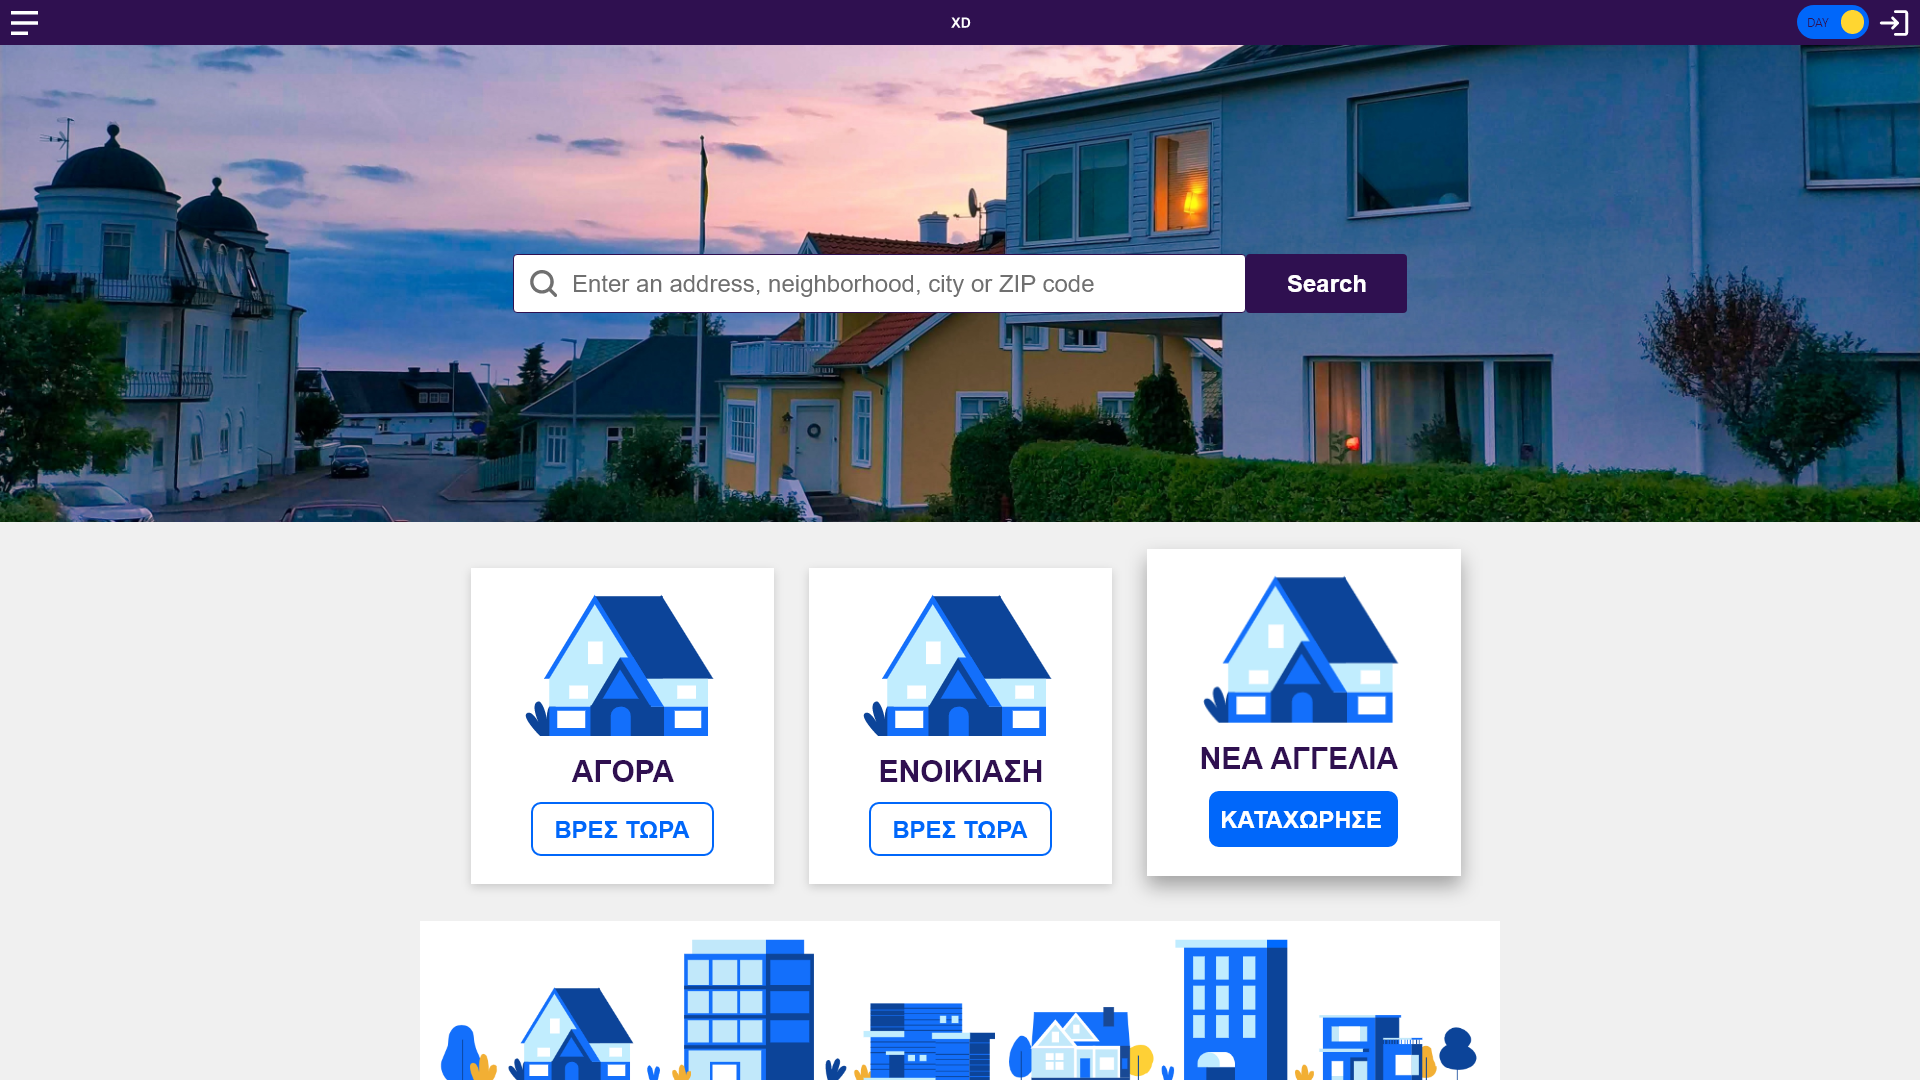 XD
DAY
Enter an address, neighborhood, city or ZIP code
Search
ΑΓΟΡΑ
ΒΡΕΣ ΤΩΡΑ
ΕΝΟΙΚΙΑΣΗ
ΒΡΕΣ ΤΩΡΑ
ΝΕΑ ΑΓΓΕΛΙΑ
ΚΑΤΑΧΩΡΗΣΕ